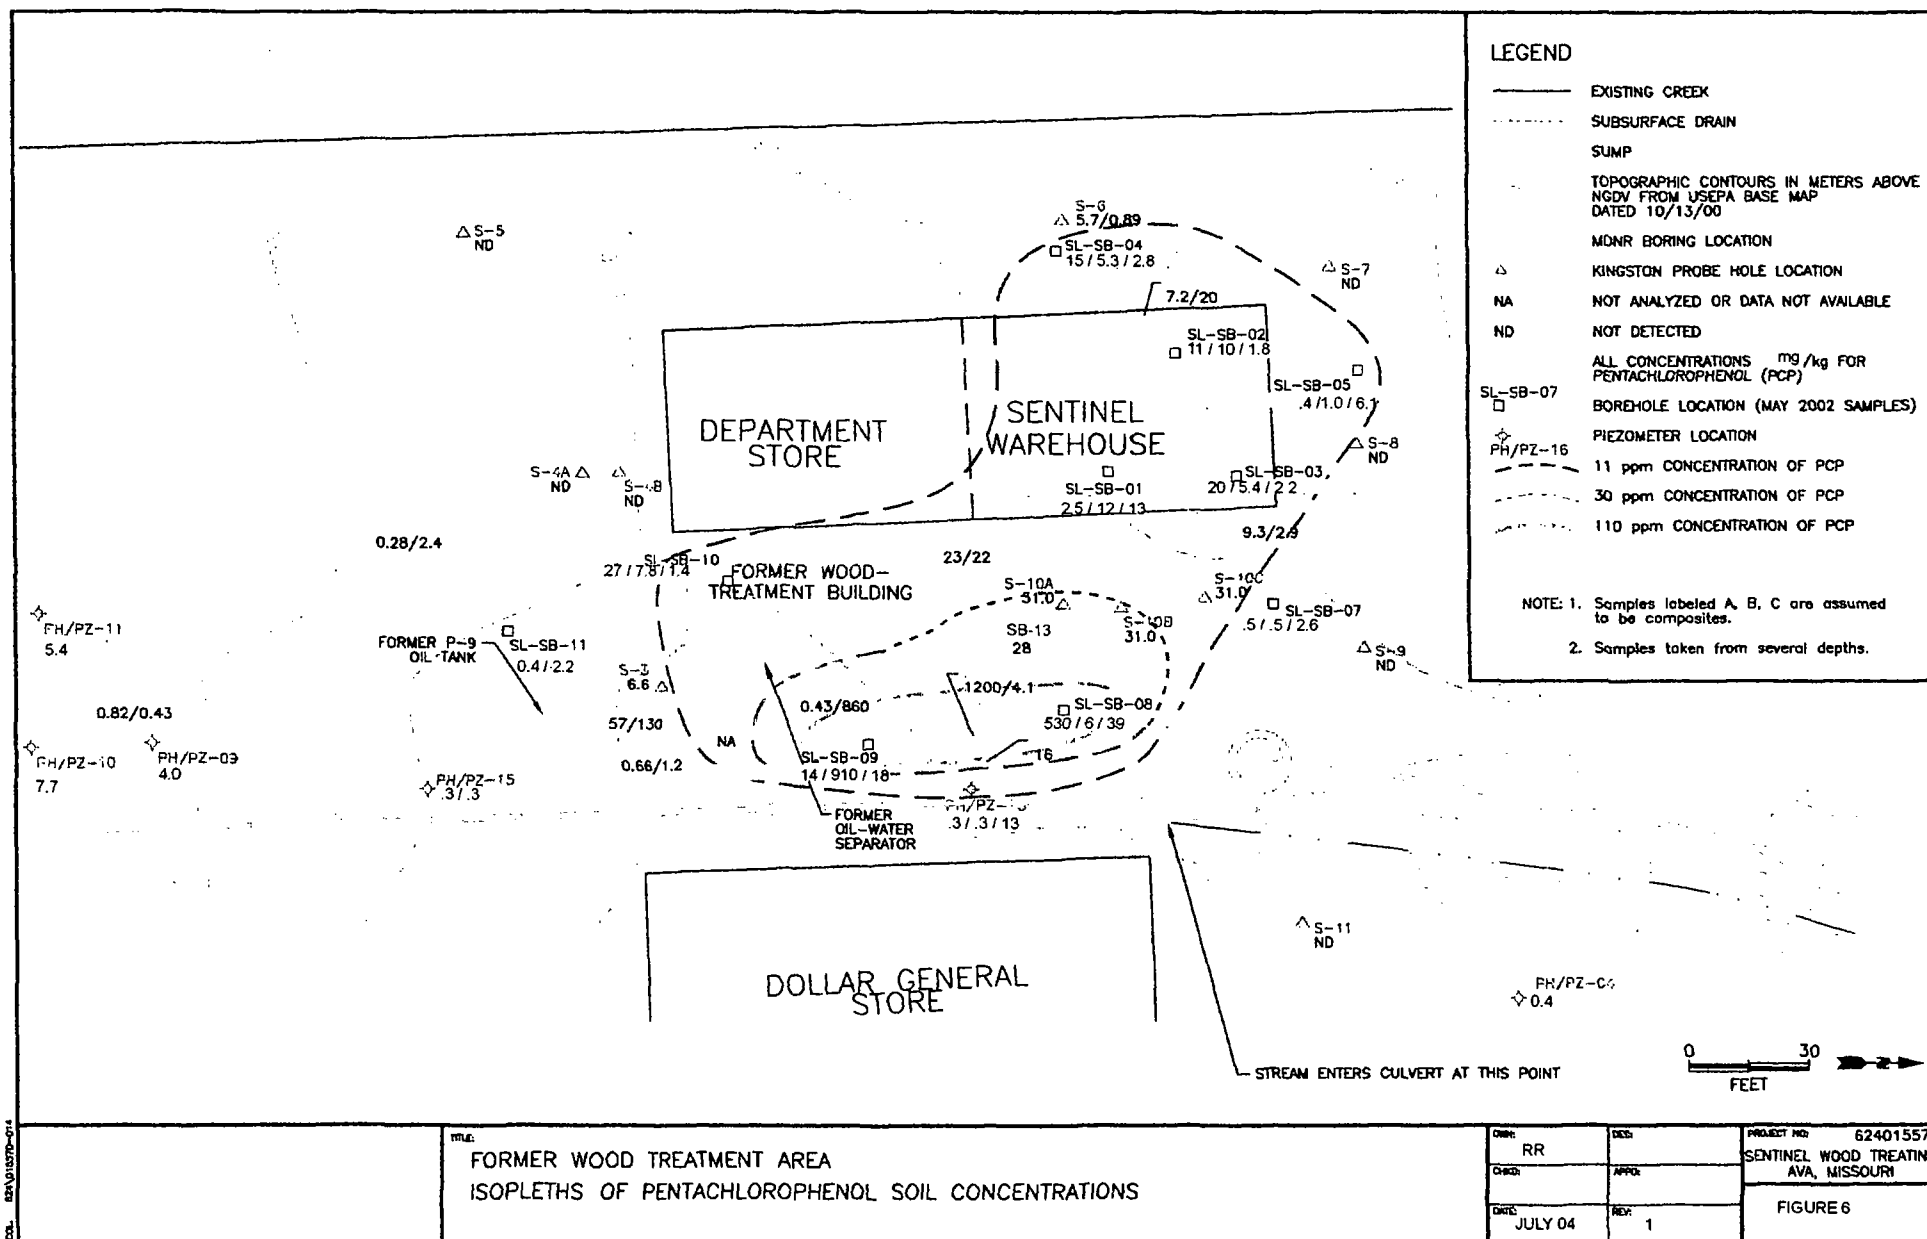 LEGEND
EXISTING CREEK
SUBSURFACE DRAIN
SUMP
TOPOGRAPHIC CONTOURS IN METERS ABOVE
NGDV FROM USEPA BASE MAP
DATED 10/13/00
MDNR BORING LOCATION
KINGSTON PROBE HOLE LOCATION
NA NOT ANALYZED OR DATA NOT AVAILABLE
ND NOT DETECTED
ALL CONCENTRATIONS mg/kg FOR
PENTACHLOROPHENOL (PCP)
SL-SB-07
BOREHOLE LOCATION (MAY 2002 SAMPLES)
PIEZOMETER LOCATION
PH/PZ-16
11 ppm CONCENTRATION OF PCP
30 ppm CONCENTRATION OF PCP
110 ppm CONCENTRATION OF PCP
NOTE: 1. Samples labeled A, B, C are assumed
to be composites.
2. Samples taken from several depths.
S-5
ND
S-6
5.7/0.89
SL-SB-04
15/5.3/2.8
S-7
ND
7.2/20
SL-SB-02
11/10/1.8
SL-SB-05
.4/1.0/6.1
DEPARTMENT
STORE
SENTINEL
WAREHOUSE
S-8
ND
S-4A
ND
S-4B
ND
SL-SB-01
2.5/12/13
SL-SB-03
20/5.4/2.2
0.28/2.4
9.3/2.9
23/22
SL-SB-10
27/7.8/1.4
FORMER WOOD-
TREATMENT BUILDING
S-10A
31.0
S-10B
31.0
S-10C
31.0
SL-SB-07
.5/.5/2.6
SB-13
28
PH/PZ-11
5.4
FORMER P-9
OIL TANK
SL-SB-11
0.4/2.2
S-3
6.6
S-9
ND
1200/4.1
0.43/860
SL-SB-08
530/6/39
0.82/0.43
57/130
NA
PH/PZ-10
7.7
PH/PZ-09
4.0
0.66/1.2
SL-SB-09
14/910/18
16
PH/PZ-15
.3/.3
.3/.3/13
FORMER
OIL-WATER
SEPARATOR
S-11
ND
DOLLAR GENERAL
STORE
0.4
STREAM ENTERS CULVERT AT THIS POINT
0 30
FEET
TITLE:
FORMER WOOD TREATMENT AREA
ISOPLETHS OF PENTACHLOROPHENOL SOIL CONCENTRATIONS
DWN:
RR
DES:
CHKD:
APPD:
DATE:
JULY 04
REV:
1
PROJECT NO: 62401557
SENTINEL WOOD TREATIN
AVA, MISSOURI
FIGURE 6